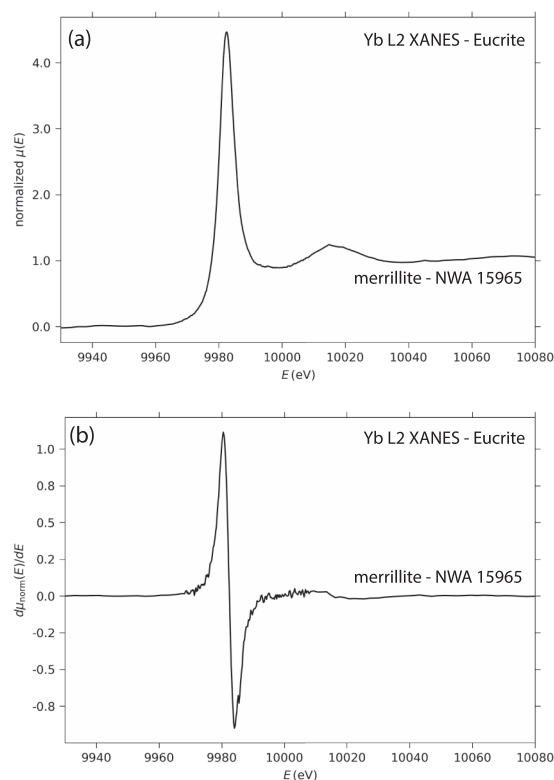 (a)
Yb L2 XANES - Eucrite
4.0
3.0
normalized μ(E)
2.0
1.0
merrillite - NWA 15965
0.0
9940 9960 9980 10000 10020 10040 10060 10080
E (eV)
(b)
Yb L2 XANES - Eucrite
1.0
0.8
0.5
0.2
merrillite - NWA 15965
dμnorm(E)/dE
0.0
-0.2
-0.5
-0.8
9940 9960 9980 10000 10020 10040 10060 10080
E (eV)